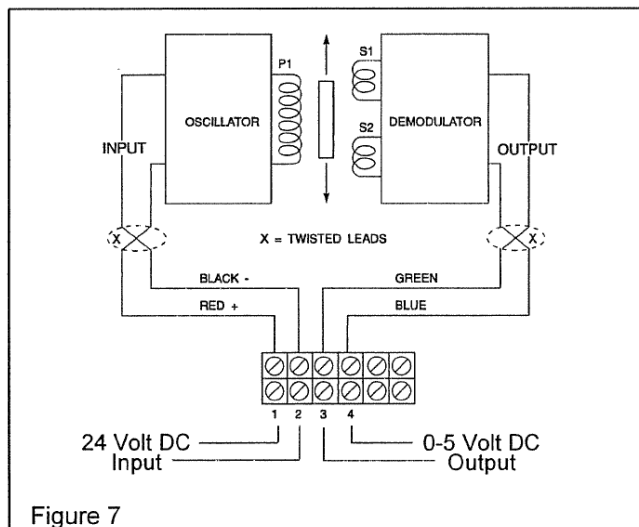 P1
S1
S2
OSCILLATOR
DEMODULATOR
INPUT
OUTPUT
X
X = TWISTED LEADS
X
BLACK -
GREEN
RED +
BLUE
1 2 3 4
24 Volt DC
Input
0-5 Volt DC
Output
Figure 7